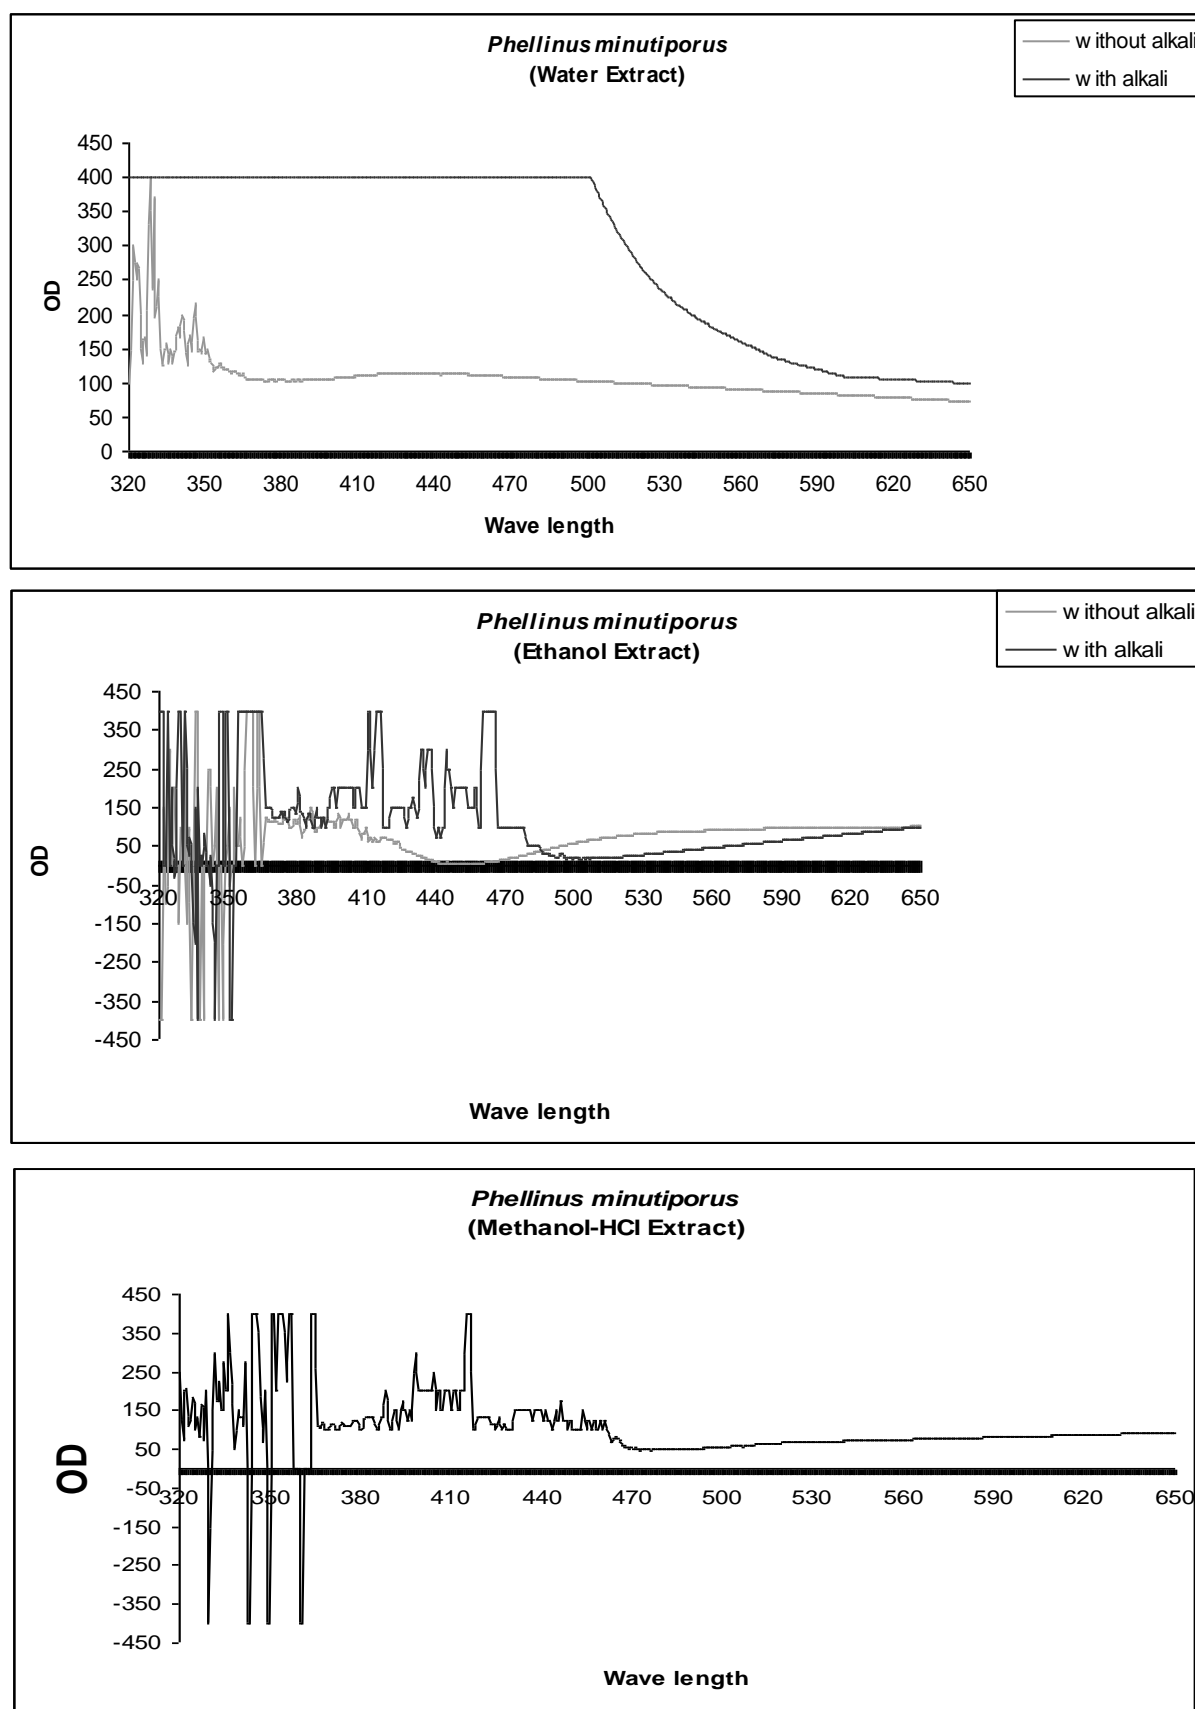 Phellinus minutiporus
(Water Extract)
without alkali
with alkali
450
400
350
300
250
200
150
100
50
0
OD
320 350 380 410 440 470 500 530 560 590 620 650
Wave length
Phellinus minutiporus
(Ethanol Extract)
without alkali
with alkali
450
350
250
150
50
-50
-150
-250
-350
-450
OD
320 350 380 410 440 470 500 530 560 590 620 650
Wave length
Phellinus minutiporus
(Methanol-HCl Extract)
450
350
250
150
50
-50
-150
-250
-350
-450
OD
320 350 380 410 440 470 500 530 560 590 620 650
Wave length